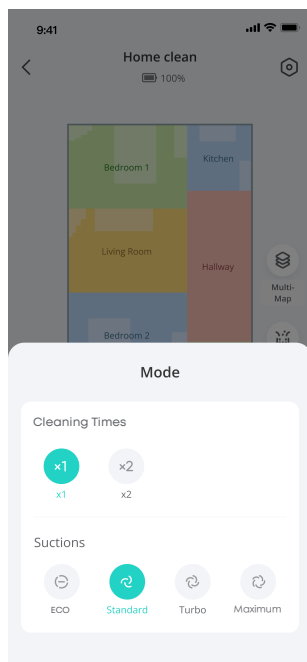 9:41
Home clean
100%
Bedroom 1
Kitchen
Living Room
Hallway
Multi-
Map
Bedroom 2
Mode
Cleaning Times
×1
×2
x1
x2
Suctions
ECO
Standard
Turbo
Maximum